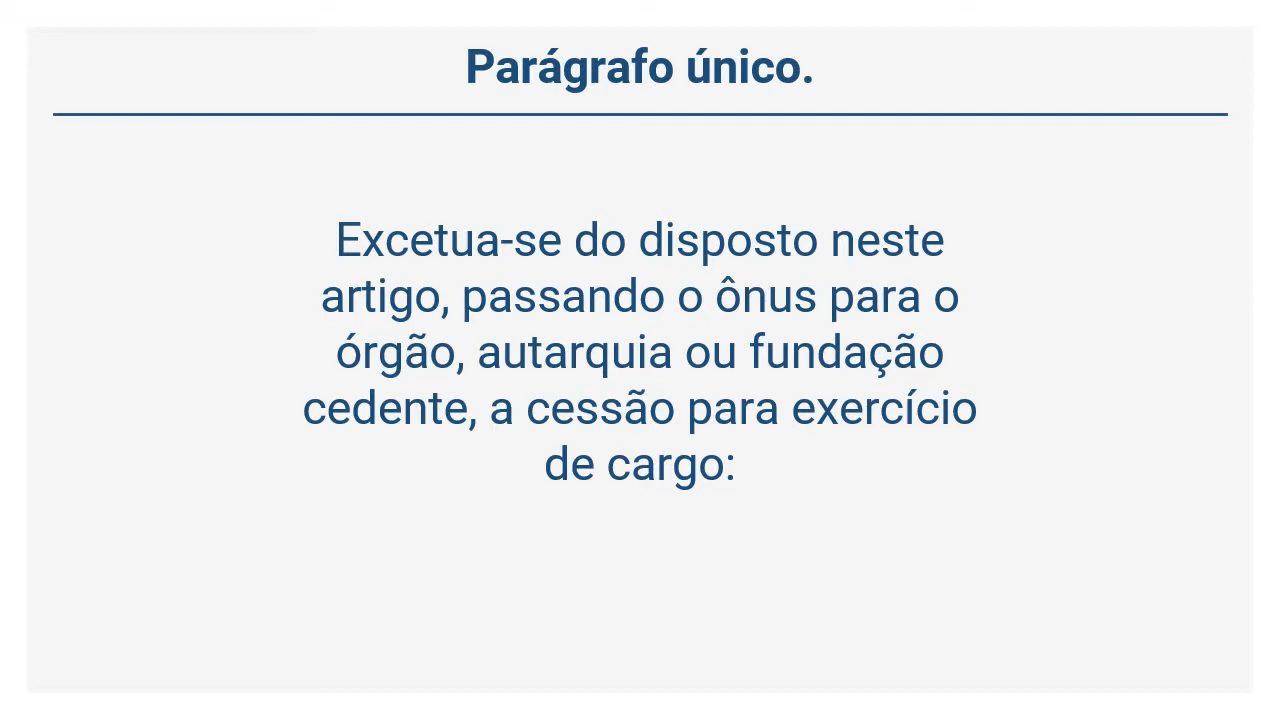 Parágrafo único.
Excetua-se do disposto neste
artigo, passando o ônus para o
órgão, autarquia ou fundação
cedente, a cessão para exercício
de cargo: